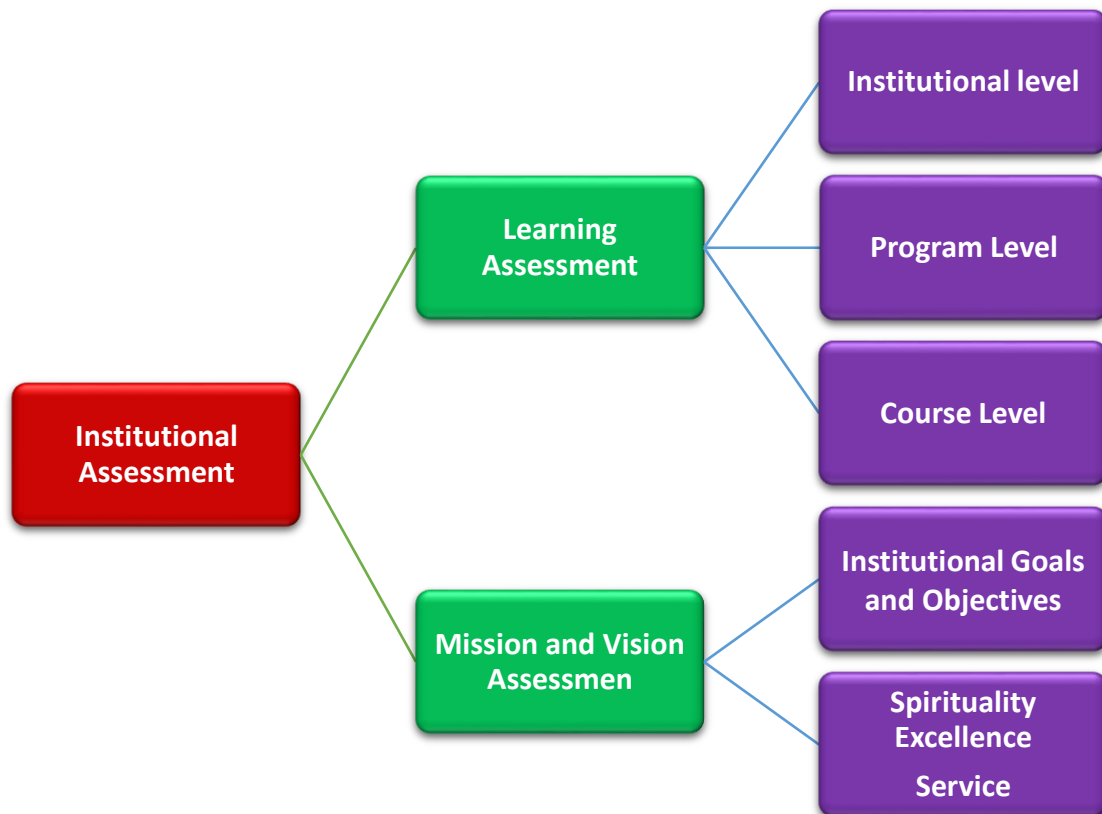 Institutional level
Learning
Assessment
Program Level
Course Level
Institutional
Assessment
Institutional Goals
and Objectives
Mission and Vision
Assessmen
Spirituality
Excellence
Service